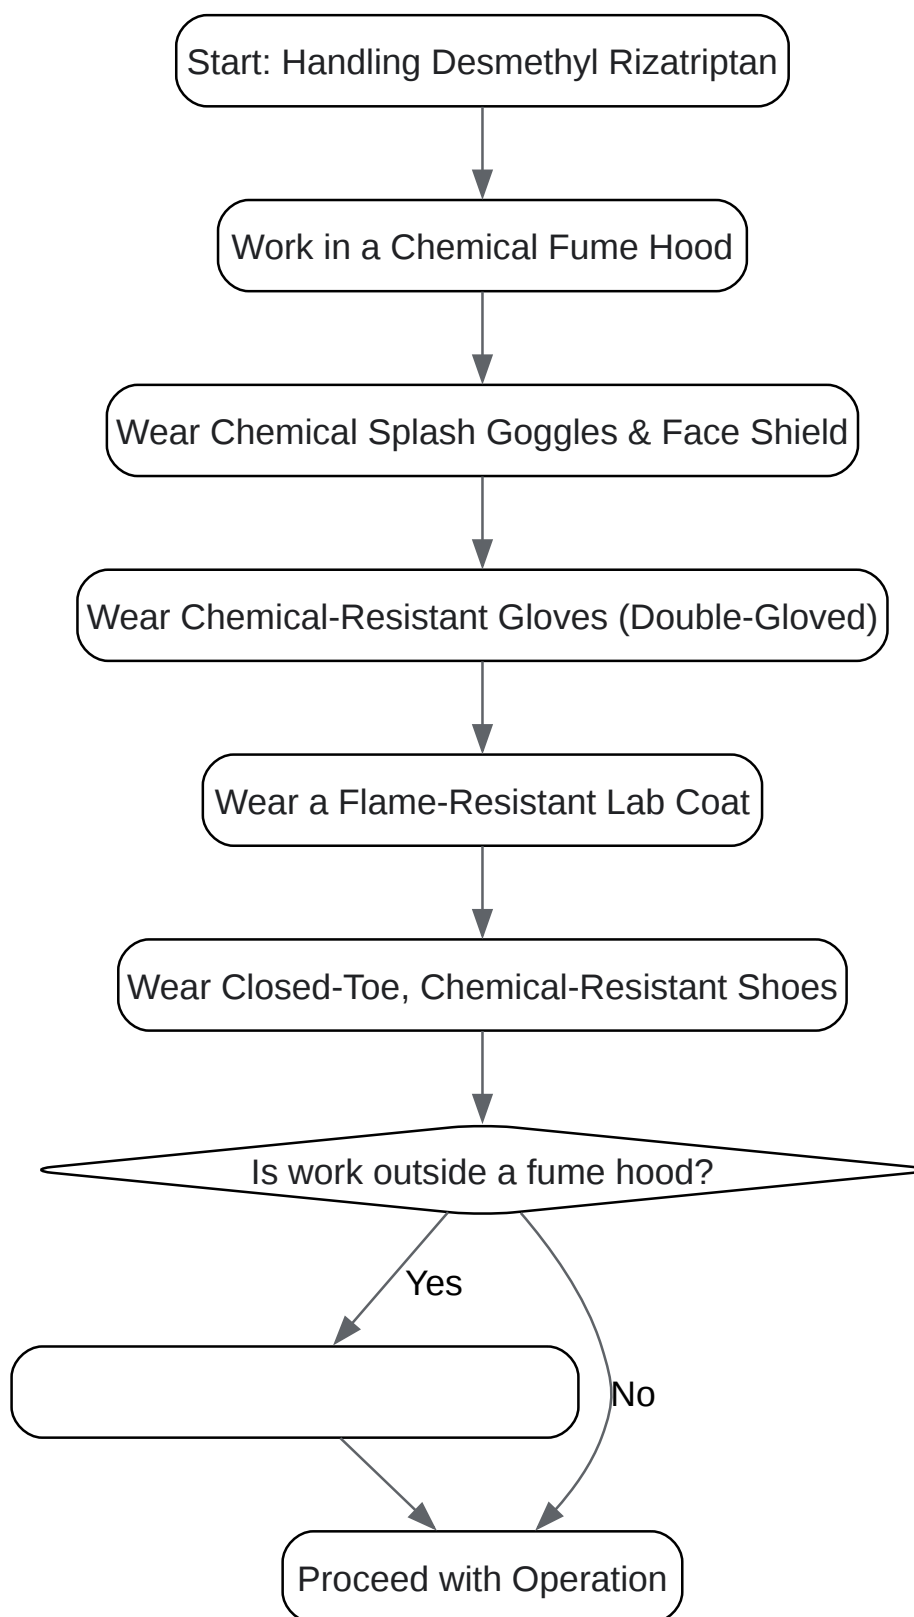 Start: Handling Desmethyl Rizatriptan
Work in a Chemical Fume Hood
Wear Chemical Splash Goggles & Face Shield
Wear Chemical-Resistant Gloves (Double-Gloved)
Wear a Flame-Resistant Lab Coat
Wear Closed-Toe, Chemical-Resistant Shoes
Is work outside a fume hood?
Yes
No
Proceed with Operation